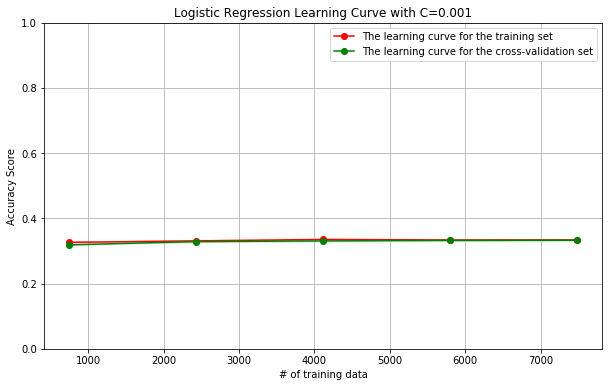 Logistic Regression Learning Curve with C=0.001
The learning curve for the training set
The learning curve for the cross-validation set
Accuracy Score
1.0
0.8
0.6
0.4
0.2
0.0
1000 2000 3000 4000 5000 6000 7000
# of training data